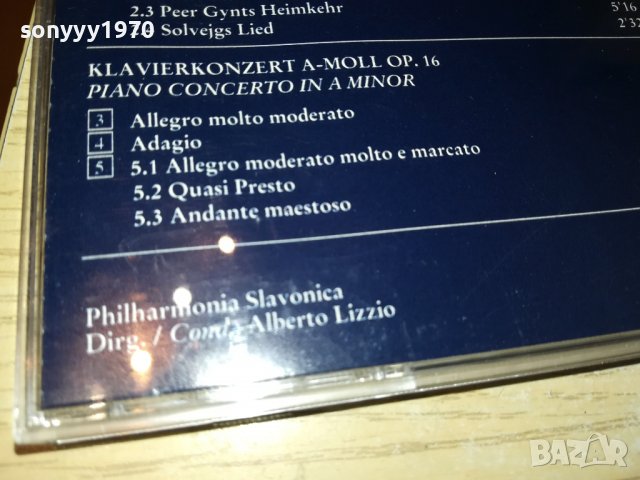 sonyyy1970
2.3 Peer Gynts Heimkehr 5'16
Solvejgs Lied 2'32
KLAVIERKONZERT A-MOLL OP. 16
PIANO CONCERTO IN A MINOR
3 Allegro molto moderato
4 Adagio
5 5.1 Allegro moderato molto e marcato
5.2 Quasi Presto
5.3 Andante maestoso
Philharmonia Slavonica
Dirg. / Cond. Alberto Lizzio
BAZAR